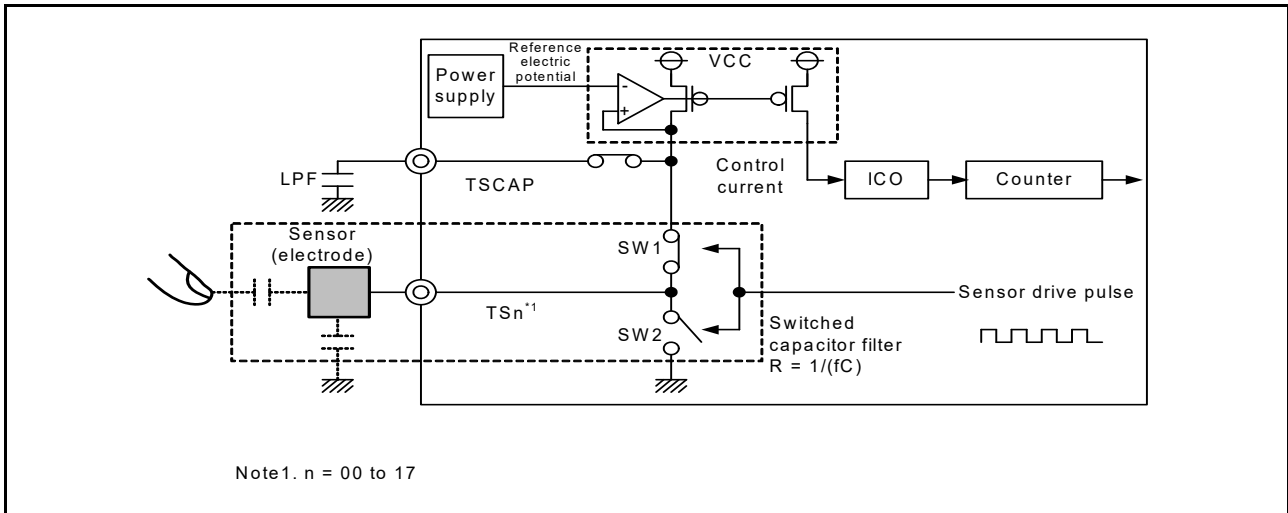 Reference
electric
potential
VCC
Power
supply
-
+
LPF
TSCAP
Control
current
ICO
Counter
Sensor
(electrode)
SW1
TSn*1
Sensor drive pulse
SW2
Switched
capacitor filter
R = 1/(fC)
Note1. n = 00 to 17